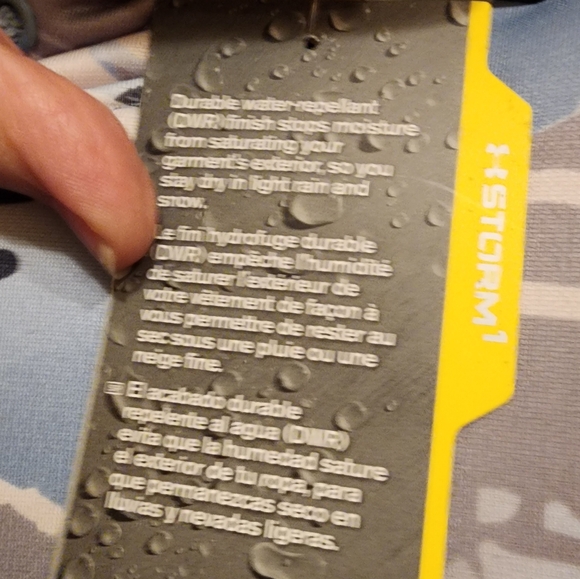 Durable water-repellant
(DWR) finish stops moisture
from saturating your
garment's exterior, so you
stay dry in light rain and
snow.
Le fini hydrofuge durable
(DWR) empêche l'humidité
de saturer l'extérieur de
votre vêtement de façon à
vous permettre de rester au
sec sous une pluie ou une
neige fine.
El acabado durable
repelente al agua (DWR)
evita que la humedad sature
el exterior de tu ropa, para
que permanezcas seco en
lluvias y nevadas ligeras.
STORM1